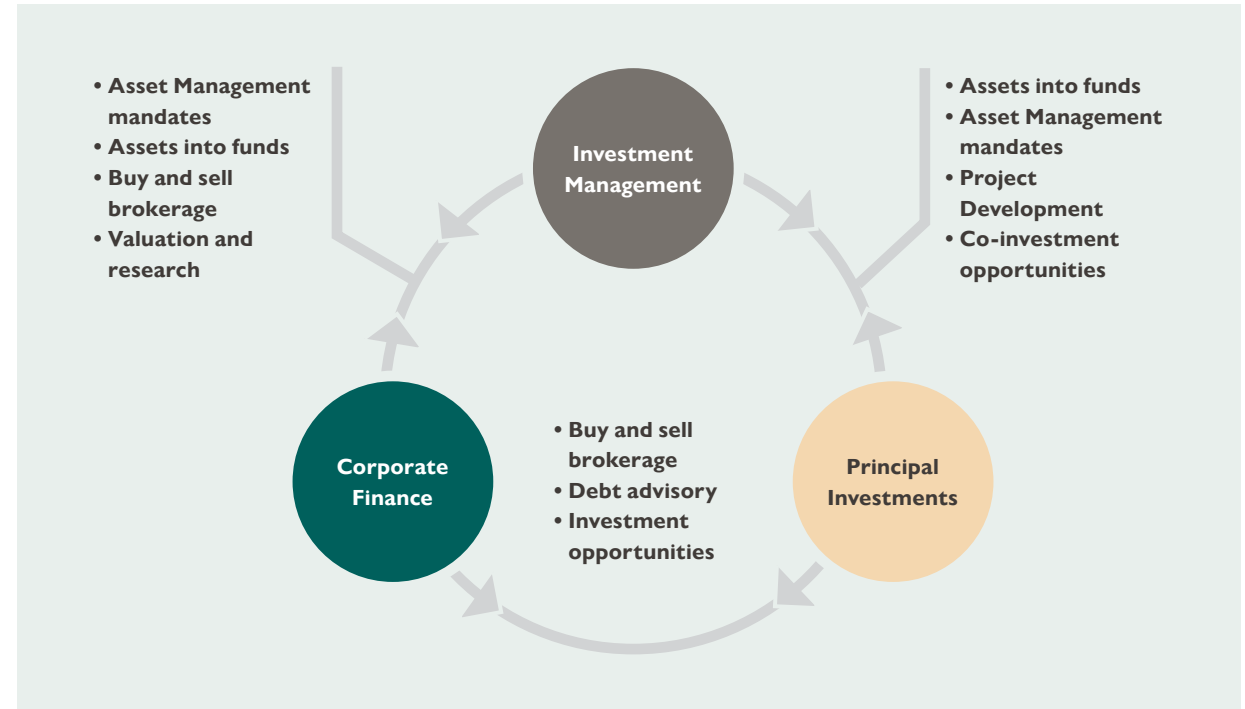 • Asset Management
mandates
• Assets into funds
• Buy and sell
brokerage
• Valuation and
research
Investment
Management
• Assets into funds
• Asset Management
mandates
• Project
Development
• Co-investment
opportunities
Corporate
Finance
• Buy and sell
brokerage
• Debt advisory
• Investment
opportunities
Principal
Investments